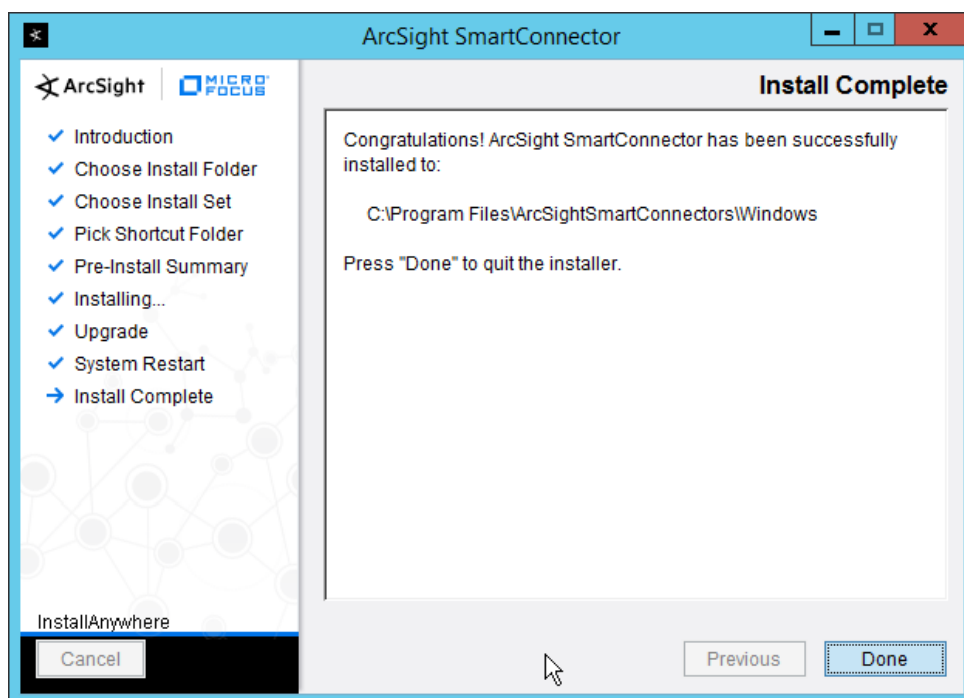 ArcSight SmartConnector
ArcSight MICRO FOCUS
Install Complete
Introduction
Choose Install Folder
Choose Install Set
Pick Shortcut Folder
Pre-Install Summary
Installing...
Upgrade
System Restart
Install Complete
Congratulations! ArcSight SmartConnector has been successfully
installed to:
C:\Program Files\ArcSightSmartConnectors\Windows
Press "Done" to quit the installer.
InstallAnywhere
Cancel
Previous
Done